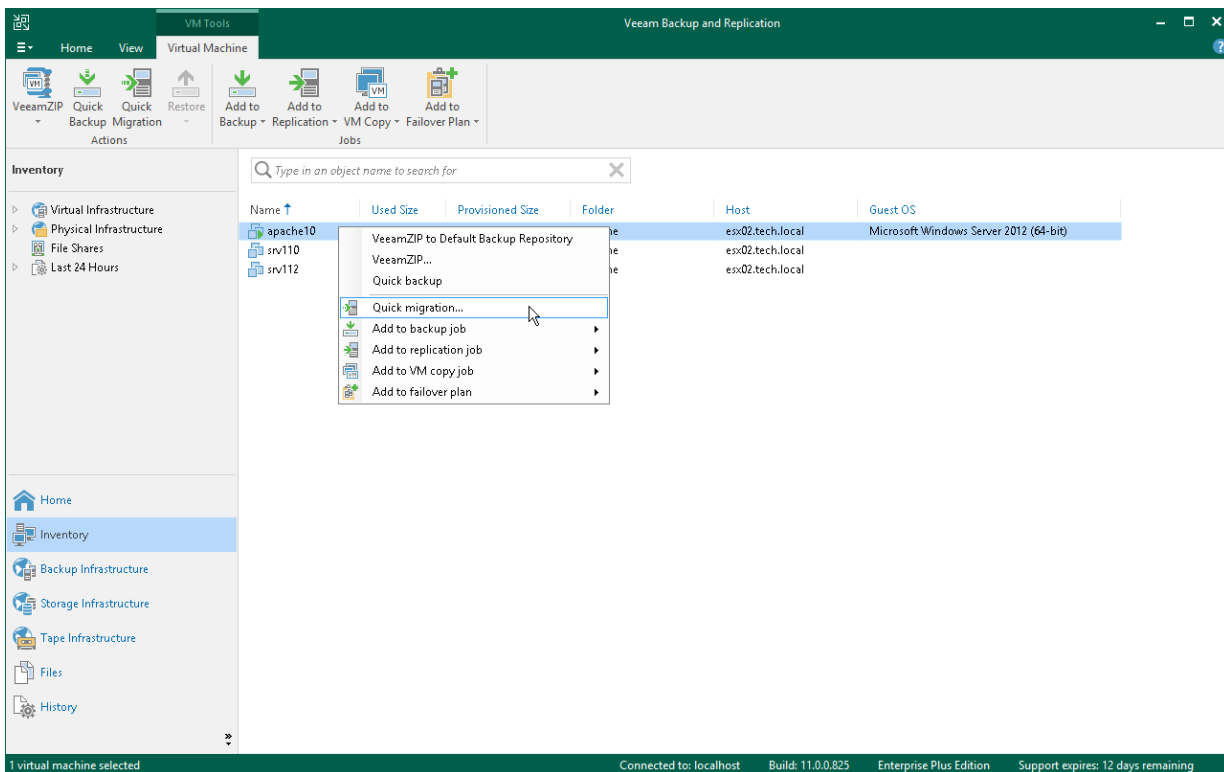 VM Tools
Veeam Backup and Replication
Home View Virtual Machine
VeeamZIP Quick Backup Quick Migration Restore Add to Backup Add to Replication Add to VM Copy Add to Failover Plan
Actions Jobs
Inventory
Type in an object name to search for
Virtual Infrastructure
Physical Infrastructure
File Shares
Last 24 Hours
Name Used Size Provisioned Size Folder Host Guest OS
apache10 ne esx02.tech.local Microsoft Windows Server 2012 (64-bit)
srv110 ne esx02.tech.local
srv112 ne esx02.tech.local
VeeamZIP to Default Backup Repository
VeeamZIP...
Quick backup
Quick migration...
Add to backup job
Add to replication job
Add to VM copy job
Add to failover plan
Home
Inventory
Backup Infrastructure
Storage Infrastructure
Tape Infrastructure
Files
History
1 virtual machine selected
Connected to: localhost Build: 11.0.0.825 Enterprise Plus Edition Support expires: 12 days remaining